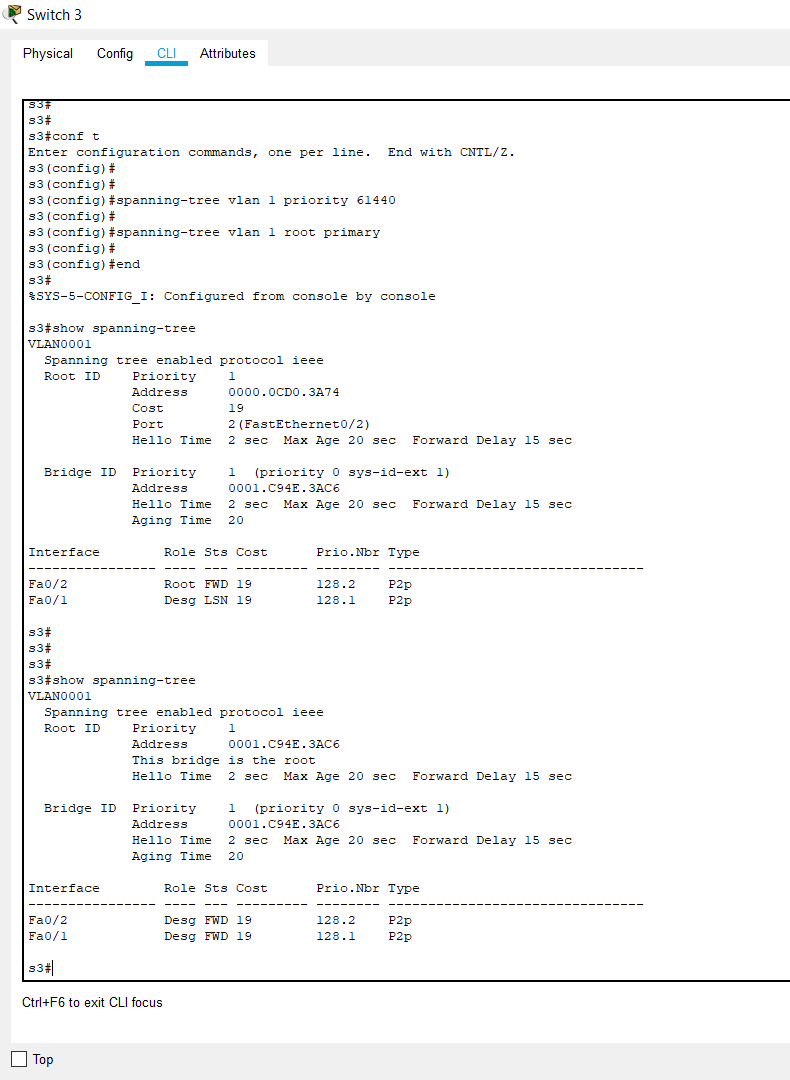 Switch 3
Physical Config CLI Attributes
s3#
s3#
s3#conf t
Enter configuration commands, one per line.  End with CNTL/Z.
s3(config)#
s3(config)#
s3(config)#spanning-tree vlan 1 priority 61440
s3(config)#
s3(config)#spanning-tree vlan 1 root primary
s3(config)#
s3(config)#end
s3#
%SYS-5-CONFIG_I: Configured from console by console
s3#show spanning-tree
VLAN0001
  Spanning tree enabled protocol ieee
  Root ID    Priority    1
             Address     0000.0CD0.3A74
             Cost        19
             Port        2(FastEthernet0/2)
             Hello Time  2 sec  Max Age 20 sec  Forward Delay 15 sec
  Bridge ID  Priority    1  (priority 0 sys-id-ext 1)
             Address     0001.C94E.3AC6
             Hello Time  2 sec  Max Age 20 sec  Forward Delay 15 sec
             Aging Time  20
Interface        Role Sts Cost      Prio.Nbr Type
---------------- ---- --- --------- -------- --------------------------------
Fa0/2            Root FWD 19        128.2    P2p
Fa0/1            Desg LSN 19        128.1    P2p
s3#
s3#
s3#
s3#show spanning-tree
VLAN0001
  Spanning tree enabled protocol ieee
  Root ID    Priority    1
             Address     0001.C94E.3AC6
             This bridge is the root
             Hello Time  2 sec  Max Age 20 sec  Forward Delay 15 sec
  Bridge ID  Priority    1  (priority 0 sys-id-ext 1)
             Address     0001.C94E.3AC6
             Hello Time  2 sec  Max Age 20 sec  Forward Delay 15 sec
             Aging Time  20
Interface        Role Sts Cost      Prio.Nbr Type
---------------- ---- --- --------- -------- --------------------------------
Fa0/2            Desg FWD 19        128.2    P2p
Fa0/1            Desg FWD 19        128.1    P2p
s3#
Ctrl+F6 to exit CLI focus
Top